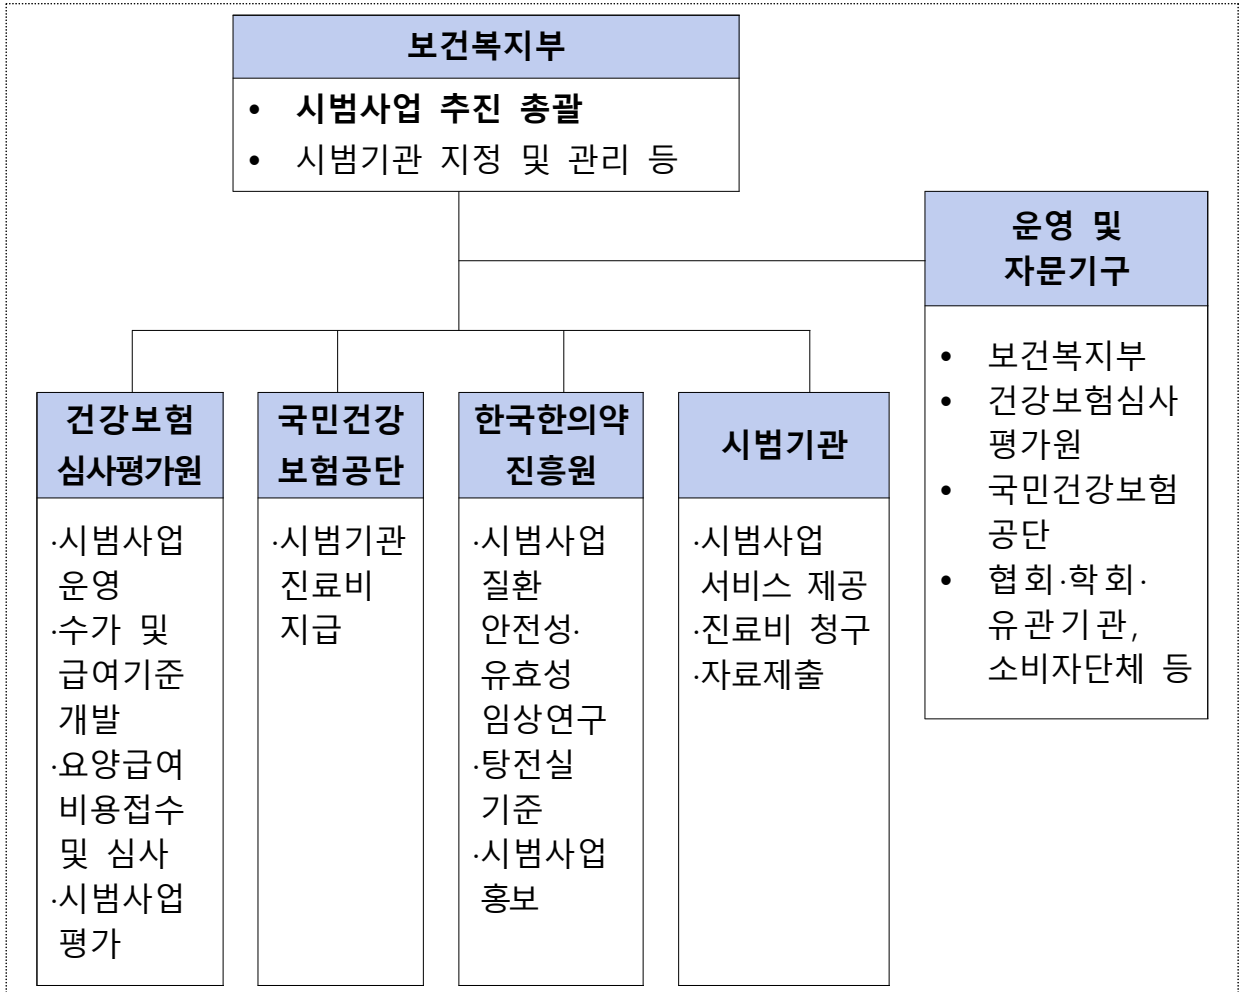 보건복지부
• 시범사업 추진 총괄
• 시범기관 지정 및 관리 등
운영 및
자문기구
• 보건복지부
• 건강보험심사
평가원
• 국민건강보험
공단
• 협회·학회·
유관기관,
소비자단체 등
건강보험
심사평가원
·시범사업
운영
·수가 및
급여기준
개발
·요양급여
비용접수
및 심사
·시범사업
평가
국민건강
보험공단
·시범기관
진료비
지급
한국한의약
진흥원
·시범사업
질환
안전성·
유효성
임상연구
·탕전실
기준
·시범사업
홍보
시범기관
·시범사업
서비스 제공
·진료비 청구
·자료제출